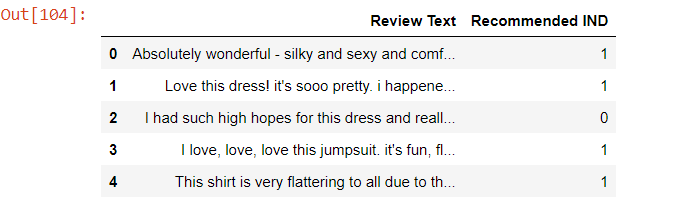 Out[104]:
Review Text Recommended IND
0 Absolutely wonderful - silky and sexy and comf... 1
1 Love this dress! it's sooo pretty. i happene... 1
2 I had such high hopes for this dress and reall... 0
3 I love, love, love this jumpsuit. it's fun, fl... 1
4 This shirt is very flattering to all due to th... 1